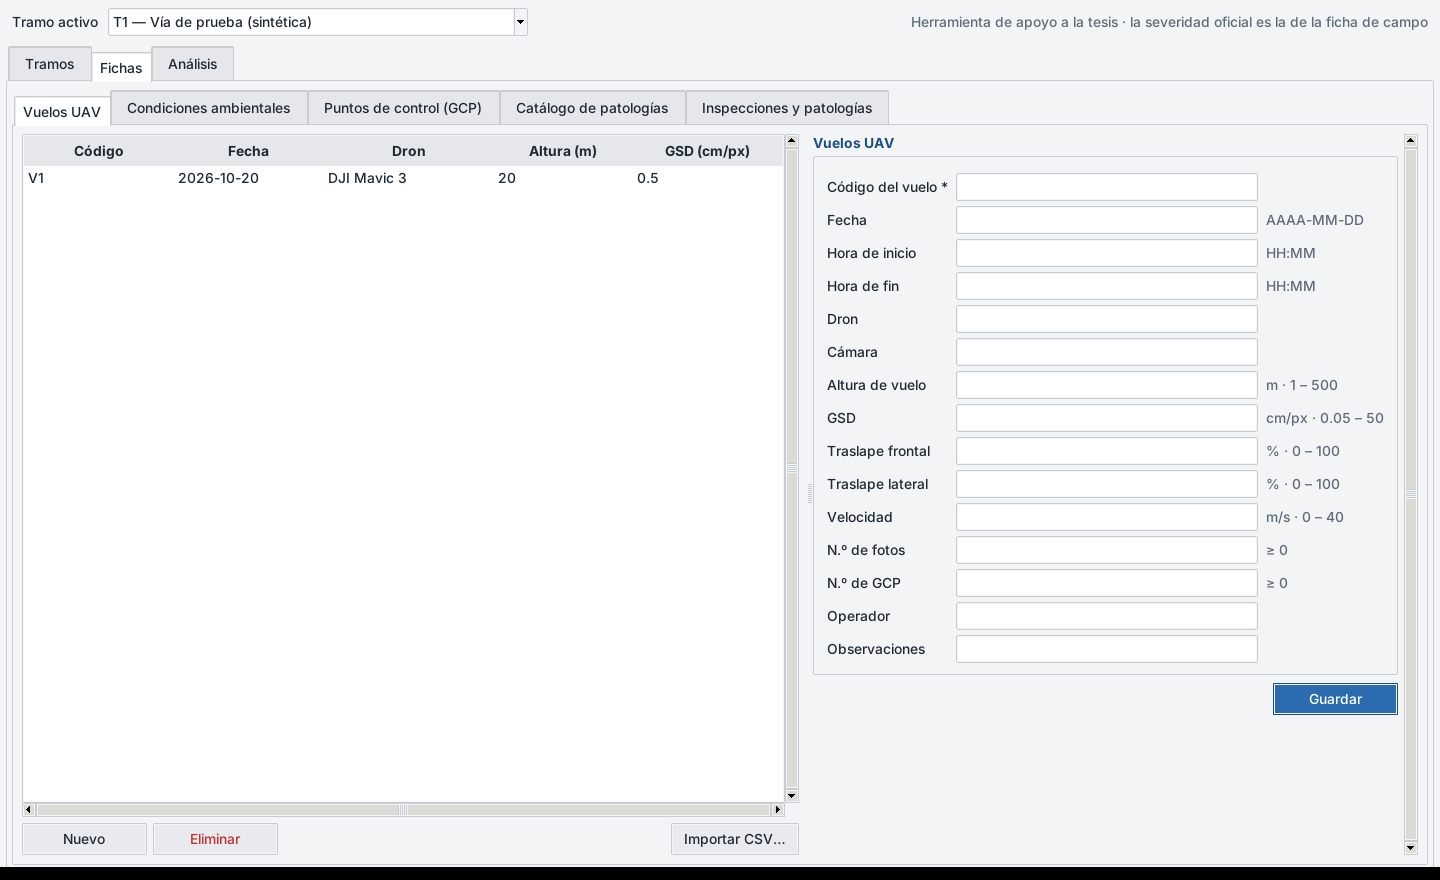 Tramo activo T1 — Vía de prueba (sintética) Herramienta de apoyo a la tesis · la severidad oficial es la de la ficha de campo
Tramos Fichas Análisis
Vuelos UAV Condiciones ambientales Puntos de control (GCP) Catálogo de patologías Inspecciones y patologías
Código Fecha Dron Altura (m) GSD (cm/px)
V1 2026-10-20 DJI Mavic 3 20 0.5
Nuevo Eliminar Importar CSV...
Vuelos UAV
Código del vuelo *
Fecha AAAA-MM-DD
Hora de inicio HH:MM
Hora de fin HH:MM
Dron
Cámara
Altura de vuelo m · 1 – 500
GSD cm/px · 0.05 – 50
Traslape frontal % · 0 – 100
Traslape lateral % · 0 – 100
Velocidad m/s · 0 – 40
N.º de fotos ≥ 0
N.º de GCP ≥ 0
Operador
Observaciones
Guardar